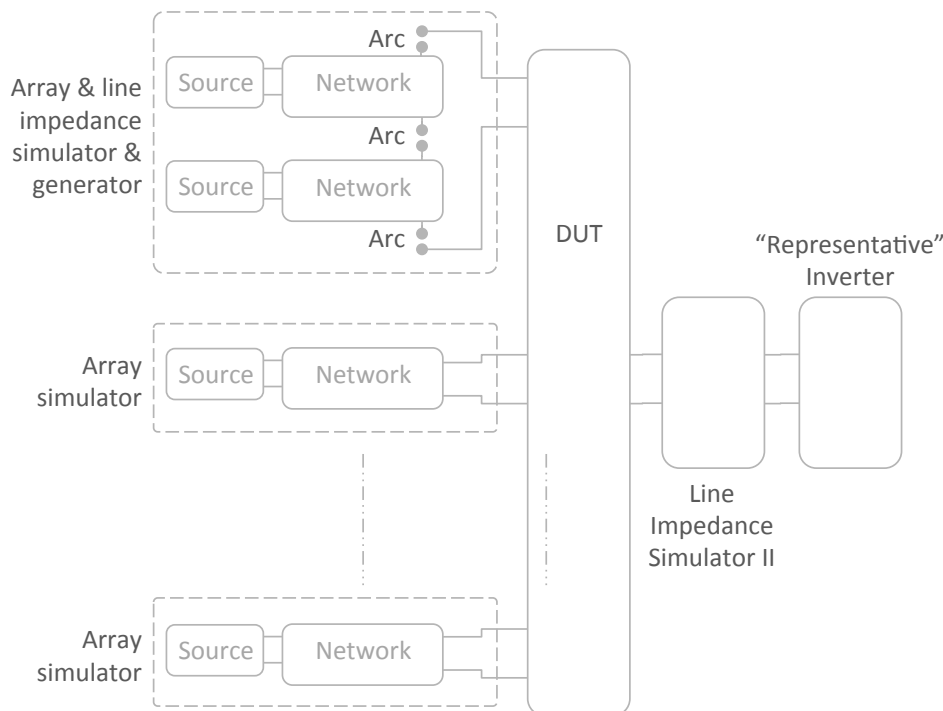 Arc
Source
Network
Array & line
impedance
simulator &
generator
Arc
Source
Network
Arc
DUT
“Representative”
Inverter
Array
simulator
Source
Network
Line
Impedance
Simulator II
Array
simulator
Source
Network